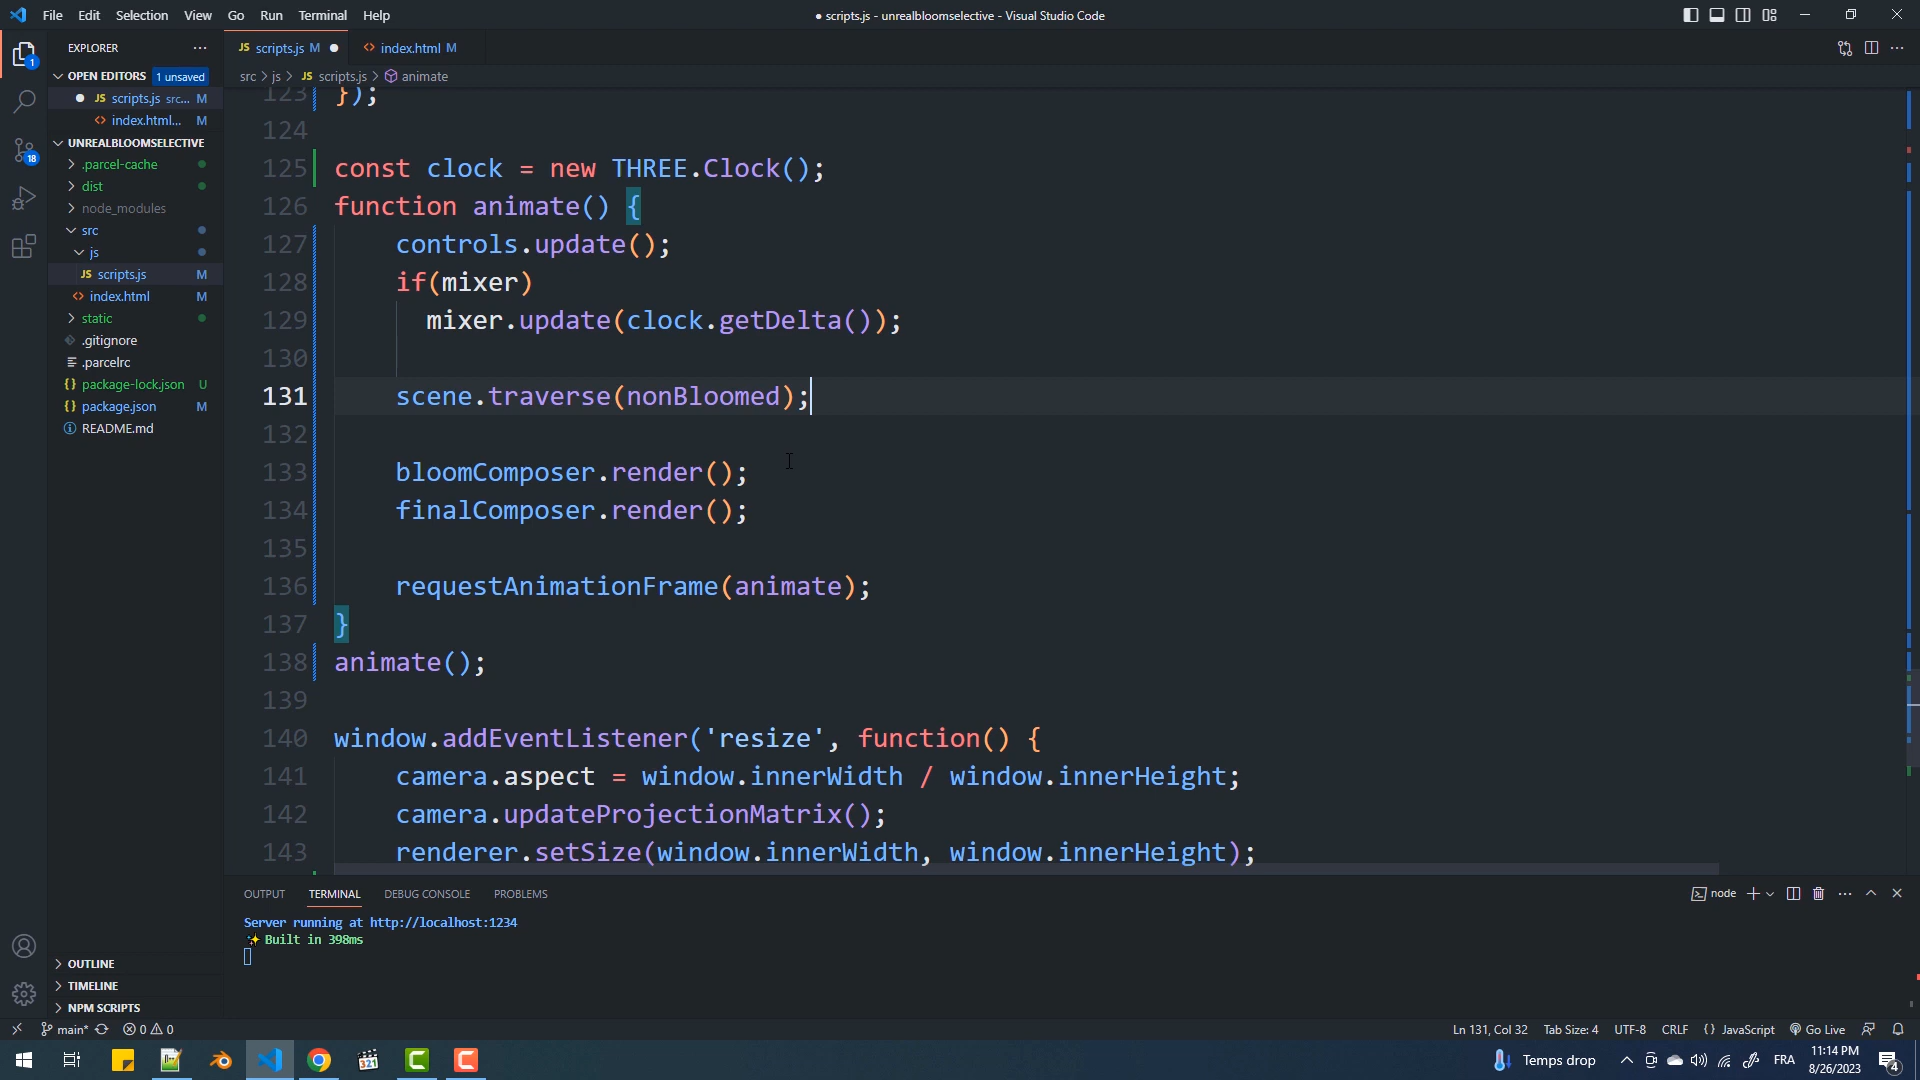 File Edit Selection View Go Run Terminal Help
● scripts.js - unrealbloomselective - Visual Studio Code
EXPLORER
OPEN EDITORS 1 unsaved
JS scripts.js src... M
<> index.html... M
UNREALBLOOMSELECTIVE
.parcel-cache
dist
node_modules
src
js
JS scripts.js M
<> index.html M
static
.gitignore
.parcelrc
{} package-lock.json U
{} package.json M
README.md
OUTLINE
TIMELINE
NPM SCRIPTS
JS scripts.js M ●
<> index.html M
src > js > JS scripts.js > animate
123 });
124
125 const clock = new THREE.Clock();
126 function animate() {
127 controls.update();
128 if(mixer)
129 mixer.update(clock.getDelta());
130
131 scene.traverse(nonBloomed);
132
133 bloomComposer.render();
134 finalComposer.render();
135
136 requestAnimationFrame(animate);
137 }
138 animate();
139
140 window.addEventListener('resize', function() {
141 camera.aspect = window.innerWidth / window.innerHeight;
142 camera.updateProjectionMatrix();
143 renderer.setSize(window.innerWidth, window.innerHeight);
OUTPUT TERMINAL DEBUG CONSOLE PROBLEMS
node
Server running at http://localhost:1234
✨ Built in 398ms
main* 0 0
Ln 131, Col 32 Tab Size: 4 UTF-8 CRLF {} JavaScript Go Live
1
18
321
Temps drop
FRA
11:14 PM
8/26/2023
4